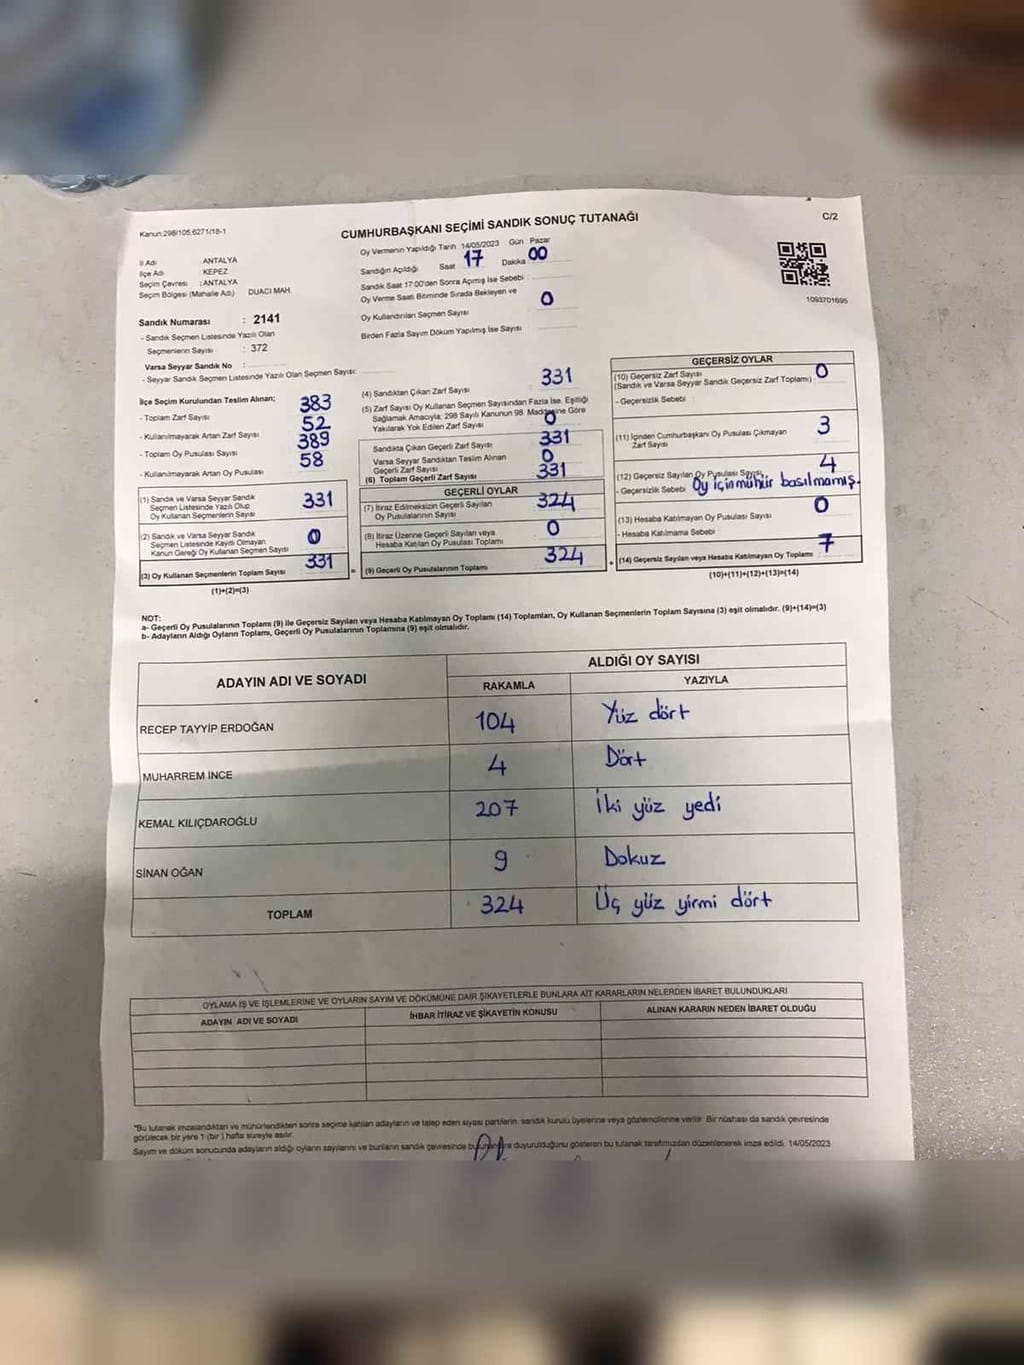 Kanun:298/105,6271/18-1
CUMHURBAŞKANI SEÇİMİ SANDIK SONUÇ TUTANAĞI
C/2
İl Adı : ANTALYA
İlçe Adı : KEPEZ
Seçim Çevresi : ANTALYA
Seçim Bölgesi (Mahalle Adı) DUACI MAH.
Sandık Numarası : 2141
- Sandık Seçmen Listesinde Yazılı Olan
Seçmenlerin Sayısı : 372
Varsa Seyyar Sandık No :
- Seyyar Sandık Seçmen Listesinde Yazılı Olan Seçmen Sayısı:
Oy Vermenin Yapıldığı Tarih :14/05/2023 Gün : Pazar
Sandığın Açıldığı Saat 17 Dakika : 00
Sandık Saat 17:00'den Sonra Açılmış İse Sebebi :
Oy Verme Saati Bitiminde Sırada Bekleyen ve
Oy Kullandırılan Seçmen Sayısı : 0
Birden Fazla Sayım Döküm Yapılmış İse Sayısı
1093701695
İlçe Seçim Kurulundan Teslim Alınan;
- Toplam Zarf Sayısı 383
- Kullanılmayarak Artan Zarf Sayısı 52
- Toplam Oy Pusulası Sayısı 389
- Kullanılmayarak Artan Oy Pusulası 58
(1) Sandık ve Varsa Seyyar Sandık
Seçmen Listesinde Yazılı Olup
Oy Kullanan Seçmenlerin Sayısı 331
(2) Sandık ve Varsa Seyyar Sandık
Seçmen Listesinde Kaydı Olmayan
Kanun Gereği Oy Kullanan Seçmen Sayısı 0
(3) Oy Kullanan Seçmenlerin Toplam Sayısı 331
(1)+(2)=(3)
(4) Sandıktan Çıkan Zarf Sayısı 331
(5) Zarf Sayısı Oy Kullanan Seçmen Sayısından Fazla İse, Eşitliği
Sağlamak Amacıyla; 298 Sayılı Kanunun 98. Maddesine Göre
Yakılarak Yok Edilen Zarf Sayısı 0
Sandıkta Çıkan Geçerli Zarf Sayısı 331
Varsa Seyyar Sandıktan Teslim Alınan
Geçerli Zarf Sayısı 0
(6) Toplam Geçerli Zarf Sayısı 331
GEÇERLİ OYLAR
(7) İtiraz Edilmeksizin Geçerli Sayılan
Oy Pusulalarının Sayısı 324
(8) İtiraz Üzerine Geçerli Sayılan veya
Hesaba Katılan Oy Pusulası Toplamı 0
= (9) Geçerli Oy Pusulalarının Toplamı 324
GEÇERSİZ OYLAR
(10) Geçersiz Zarf Sayısı
(Sandık ve Varsa Seyyar Sandık Geçersiz Zarf Toplamı) 0
- Geçersizlik Sebebi :
(11) İçinden Cumhurbaşkanı Oy Pusulası Çıkmayan
Zarf Sayısı 3
(12) Geçersiz Sayılan Oy Pusulası Sayısı 4
- Geçersizlik Sebebi Oy için mühür basılmamış.
(13) Hesaba Katılmayan Oy Pusulası Sayısı 0
- Hesaba Katılmama Sebebi :
+ (14) Geçersiz Sayılan veya Hesaba Katılmayan Oy Toplamı 7
(10)+(11)+(12)+(13)=(14)
NOT:
a- Geçerli Oy Pusulalarının Toplamı (9) ile Geçersiz Sayılan veya Hesaba Katılmayan Oy Toplamı (14) Toplamları, Oy Kullanan Seçmenlerin Toplam Sayısına (3) eşit olmalıdır. (9)+(14)=(3)
b- Adayların Aldığı Oyların Toplamı, Geçerli Oy Pusulalarının Toplamına (9) eşit olmalıdır.
ADAYIN ADI VE SOYADI
ALDIĞI OY SAYISI
RAKAMLA YAZIYLA
RECEP TAYYİP ERDOĞAN 104 Yüz dört
MUHARREM İNCE 4 Dört
KEMAL KILIÇDAROĞLU 207 İki yüz yedi
SİNAN OĞAN 9 Dokuz
TOPLAM 324 Üç yüz yirmi dört
OYLAMA İŞ VE İŞLEMLERİNE VE OYLARIN SAYIM VE DÖKÜMÜNE DAİR ŞİKAYETLERLE BUNLARA AİT KARARLARIN NELERDEN İBARET BULUNDUKLARI
ADAYIN ADI VE SOYADI İHBAR İTİRAZ VE ŞİKAYETİN KONUSU ALINAN KARARIN NEDEN İBARET OLDUĞU
"Bu tutanak imzalandıktan ve mühürlendikten sonra seçime katılan adayların ve talep eden siyasi partilerin sandık kurulu üyelerine veya gözlemcilerine verilir. Bir nüshası da sandık çevresinde
görülecek bir yere 1 (bir ) hafta süreyle asılır.
Sayım ve döküm sonucunda adayların aldığı oyların sayılarını ve bunların sandık çevresinde duyurulduğunu gösteren bu tutanak tarafımızdan düzenlenerek imza edildi. 14/05/2023